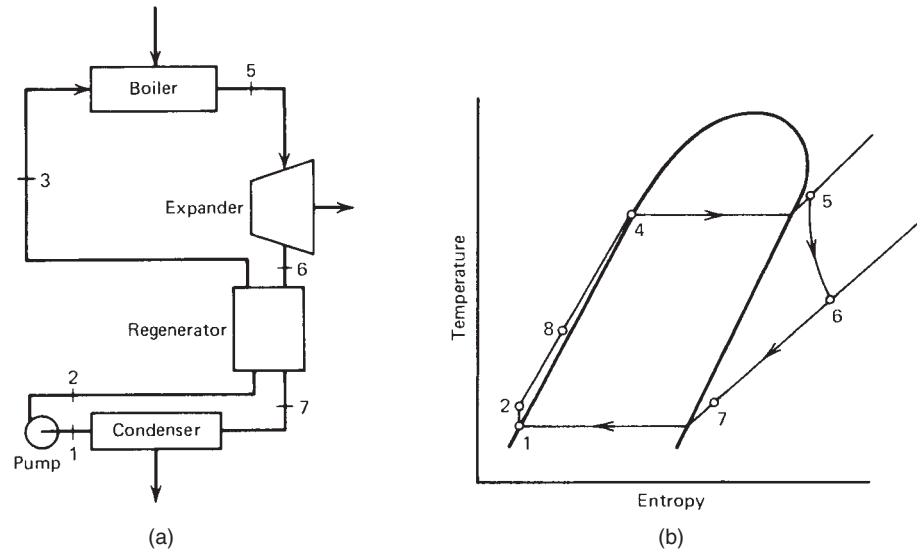 5
Boiler
3
Expander
6
Regenerator
2
7
Condenser
Pump
1
(a)
Temperature
5
4
6
8
2
7
1
Entropy
(b)